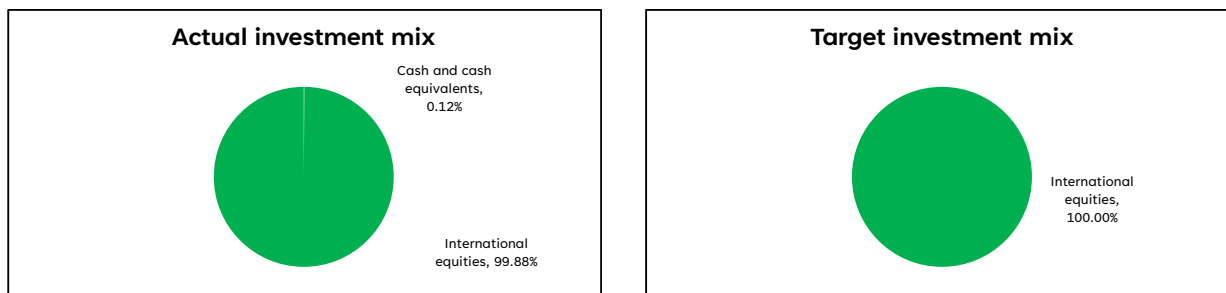 Actual investment mix
Cash and cash
equivalents,
0.12%
International
equities, 99.88%
Target investment mix
International
equities,
100.00%